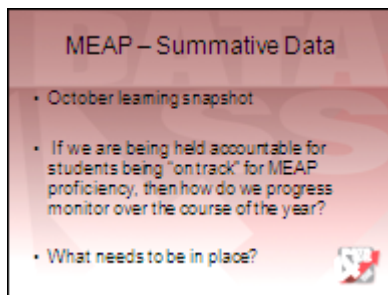 MEAP – Summative Data
• October learning snapshot
• If we are being held accountable for
students being "on track" for MEAP
proficiency, then how do we progress
monitor over the course of the year?
• What needs to be in place?